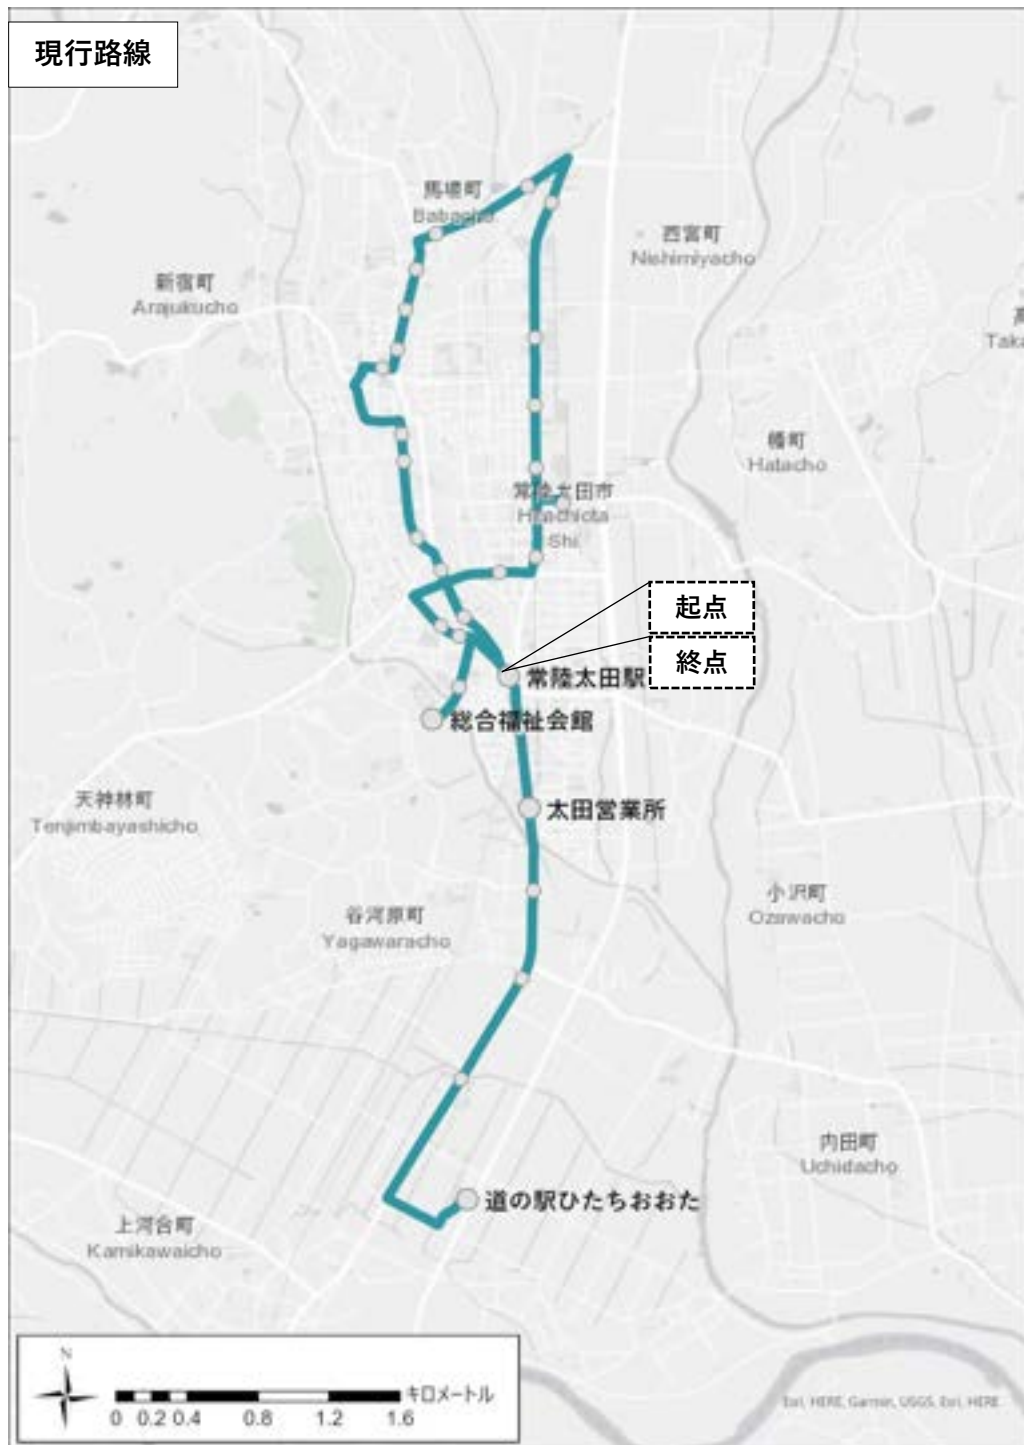 現行路線
馬場町
Babacho
西宮町
Nishimiyacho
新宿町
Arajukucho
高
Taka
幡町
Hatacho
常陸太田市
Hitachiota
Shi
起点
終点
常陸太田駅
総合福祉会館
天神林町
Tenjimbayashicho
太田営業所
小沢町
Ozawacho
谷河原町
Yagawaracho
内田町
Uchidacho
道の駅ひたちおおた
上河合町
Kamikawaicho
N
キロメートル
0 0.2 0.4 0.8 1.2 1.6
Esri, HERE, Garmin, USGS, Esri, HERE